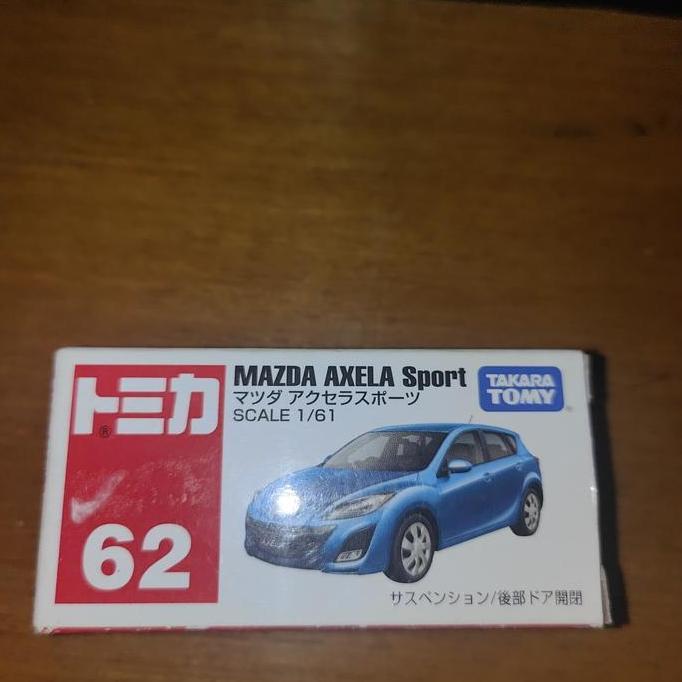 トミカ®
62
MAZDA AXELA Sport
マツダ アクセラスポーツ
SCALE 1/61
TAKARA
TOMY
サスペンション/後部ドア開閉